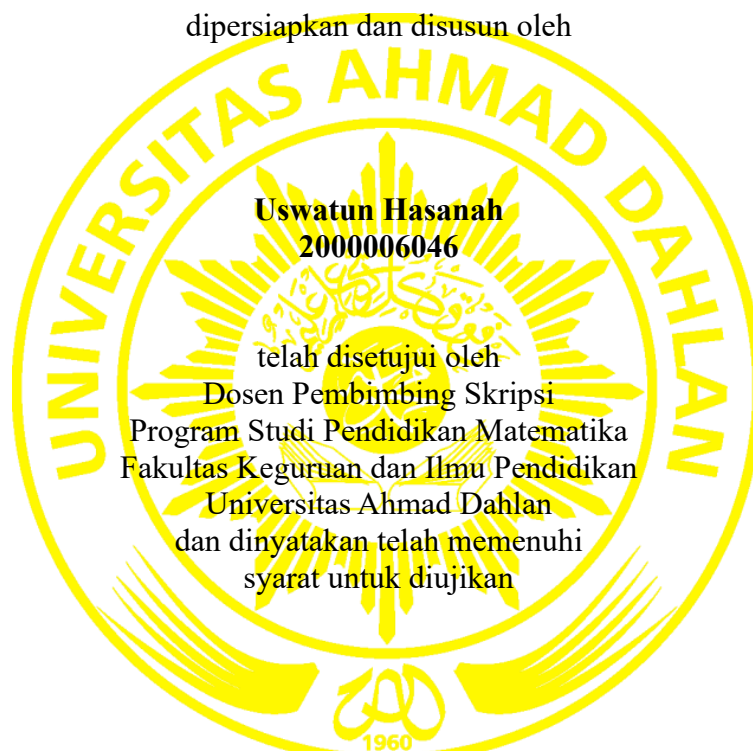 dipersiapkan dan disusun oleh
UNIVERSITAS AHMAD DAHLAN
Uswatun Hasanah
2000006046
telah disetujui oleh
Dosen Pembimbing Skripsi
Program Studi Pendidikan Matematika
Fakultas Keguruan dan Ilmu Pendidikan
Universitas Ahmad Dahlan
dan dinyatakan telah memenuhi
syarat untuk diujikan
1960